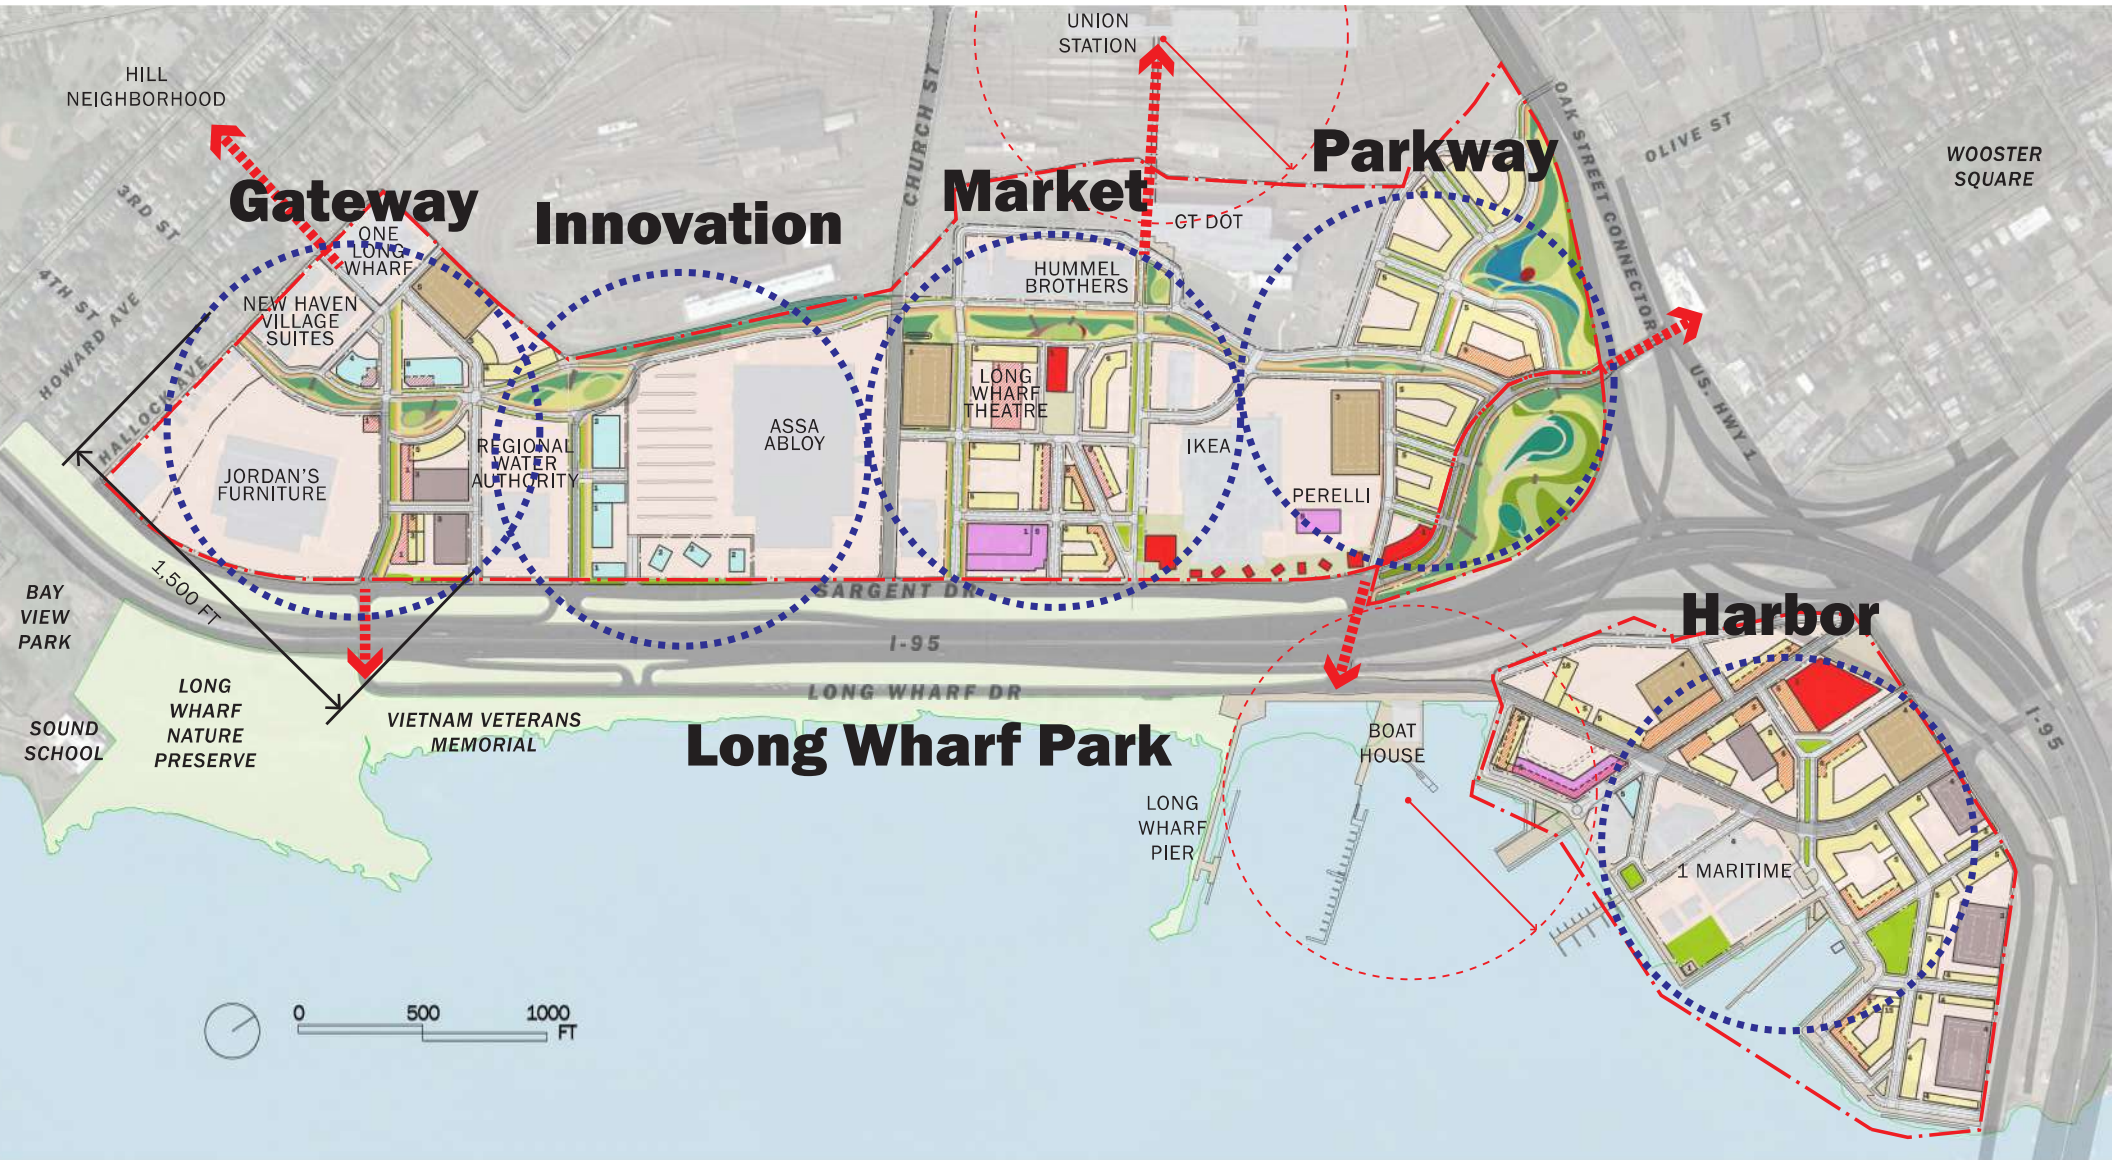 UNION
STATION
HILL
NEIGHBORHOOD
CHURCH ST
OAK STREET CONNECTOR
OLIVE ST
WOOSTER
SQUARE
Parkway
Gateway
Innovation
Market
3RD ST
4TH ST
HOWARD AVE
HALLOCK AVE
ONE
LONG
WHARF
CT DOT
HUMMEL
BROTHERS
NEW HAVEN
VILLAGE
SUITES
LONG
WHARF
THEATRE
US. HWY 1
ASSA
ABLOY
IKEA
REGIONAL
WATER
AUTHORITY
JORDAN'S
FURNITURE
PERELLI
1,500 FT
SARGENT DR
I-95
LONG WHARF DR
BAY
VIEW
PARK
SOUND
SCHOOL
LONG
WHARF
NATURE
PRESERVE
VIETNAM VETERANS
MEMORIAL
Long Wharf Park
Harbor
BOAT
HOUSE
LONG
WHARF
PIER
I-95
1 MARITIME
0 500 1000
FT